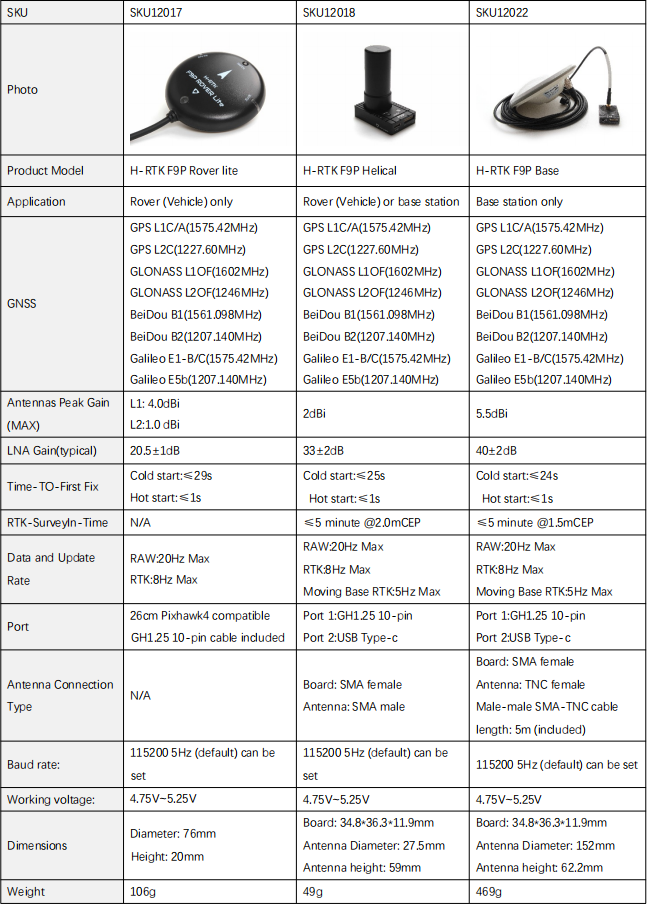 SKU SKU12017 SKU12018 SKU12022
Photo
H-RTK
F9P ROVER Lite
Product Model H-RTK F9P Rover lite H-RTK F9P Helical H-RTK F9P Base
Application Rover (Vehicle) only Rover (Vehicle) or base station Base station only
GNSS
GPS L1C/A(1575.42MHz)
GPS L2C(1227.60MHz)
GLONASS L1OF(1602MHz)
GLONASS L2OF(1246MHz)
BeiDou B1(1561.098MHz)
BeiDou B2(1207.140MHz)
Galileo E1-B/C(1575.42MHz)
Galileo E5b(1207.140MHz)
GPS L1C/A(1575.42MHz)
GPS L2C(1227.60MHz)
GLONASS L1OF(1602MHz)
GLONASS L2OF(1246MHz)
BeiDou B1(1561.098MHz)
BeiDou B2(1207.140MHz)
Galileo E1-B/C(1575.42MHz)
Galileo E5b(1207.140MHz)
GPS L1C/A(1575.42MHz)
GPS L2C(1227.60MHz)
GLONASS L1OF(1602MHz)
GLONASS L2OF(1246MHz)
BeiDou B1(1561.098MHz)
BeiDou B2(1207.140MHz)
Galileo E1-B/C(1575.42MHz)
Galileo E5b(1207.140MHz)
Antennas Peak Gain
(MAX)
L1: 4.0dBi
L2:1.0 dBi
2dBi
5.5dBi
LNA Gain(typical) 20.5±1dB 33±2dB 40±2dB
Time-TO-First Fix
Cold start:≤29s
Hot start:≤1s
Cold start:≤25s
Hot start:≤1s
Cold start:≤24s
Hot start:≤1s
RTK-SurveyIn-Time N/A ≤5 minute @2.0mCEP ≤5 minute @1.5mCEP
Data and Update
Rate
RAW:20Hz Max
RTK:8Hz Max
RAW:20Hz Max
RTK:8Hz Max
Moving Base RTK:5Hz Max
RAW:20Hz Max
RTK:8Hz Max
Moving Base RTK:5Hz Max
Port
26cm Pixhawk4 compatible
GH1.25 10-pin cable included
Port 1:GH1.25 10-pin
Port 2:USB Type-c
Port 1:GH1.25 10-pin
Port 2:USB Type-c
Antenna Connection
Type
N/A
Board: SMA female
Antenna: SMA male
Board: SMA female
Antenna: TNC female
Male-male SMA-TNC cable
length: 5m (included)
Baud rate:
115200 5Hz (default) can be
set
115200 5Hz (default) can be
set
115200 5Hz (default) can be set
Working voltage: 4.75V~5.25V 4.75V~5.25V 4.75V~5.25V
Dimensions
Diameter: 76mm
Height: 20mm
Board: 34.8*36.3*11.9mm
Antenna Diameter: 27.5mm
Antenna height: 59mm
Board: 34.8*36.3*11.9mm
Antenna Diameter: 152mm
Antenna height: 62.2mm
Weight 106g 49g 469g